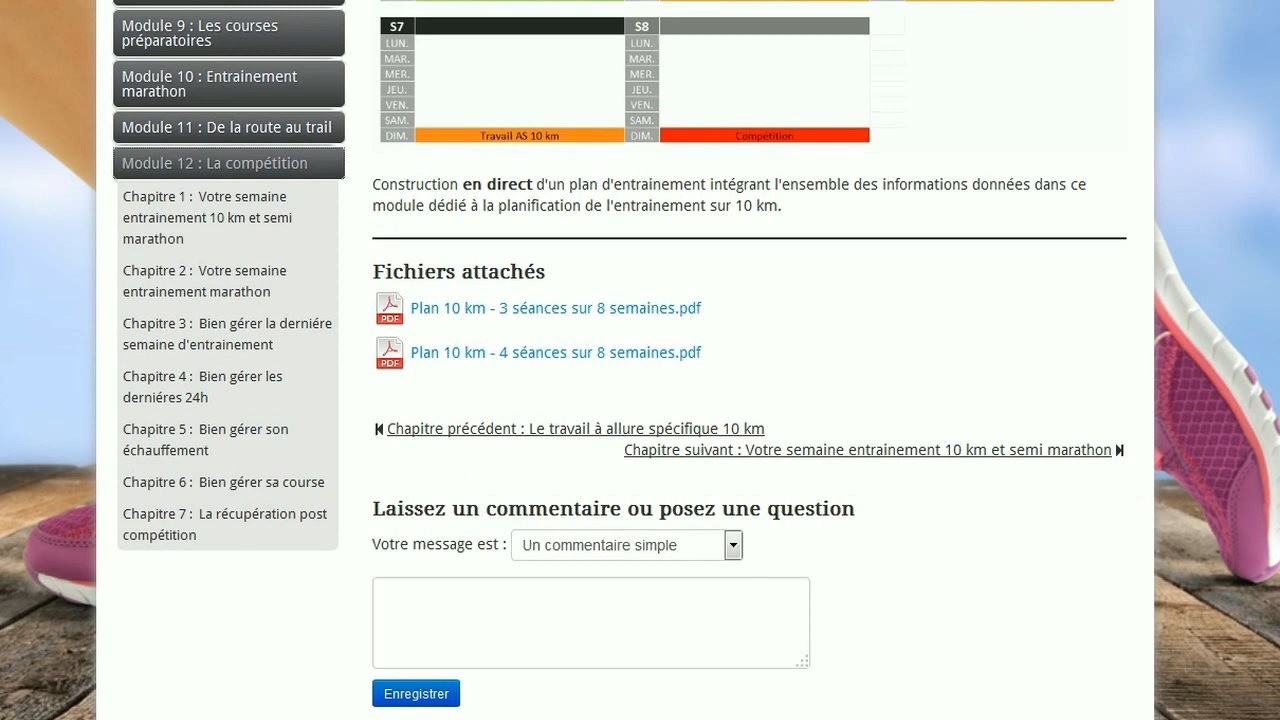 Module 9 : Les courses
préparatoires
Module 10 : Entrainement
marathon
Module 11 : De la route au trail
Module 12 : La compétition
Chapitre 1 : Votre semaine
entrainement 10 km et semi
marathon
Chapitre 2 : Votre semaine
entrainement marathon
Chapitre 3 : Bien gérer la derniére
semaine d'entrainement
Chapitre 4 : Bien gérer les
derniéres 24h
Chapitre 5 : Bien gérer son
échauffement
Chapitre 6 : Bien gérer sa course
Chapitre 7 : La récupération post
compétition
S7 S8
LUN. LUN.
MAR. MAR.
MER. MER.
JEU. JEU.
VEN. VEN.
SAM. SAM.
DIM. Travail AS 10 km DIM. Compétition
Construction en direct d'un plan d'entrainement intégrant l'ensemble des informations données dans ce
module dédié à la planification de l'entrainement sur 10 km.
Fichiers attachés
PDF Plan 10 km - 3 séances sur 8 semaines.pdf
PDF Plan 10 km - 4 séances sur 8 semaines.pdf
Chapitre précédent : Le travail à allure spécifique 10 km
Chapitre suivant : Votre semaine entrainement 10 km et semi marathon
Laissez un commentaire ou posez une question
Votre message est : Un commentaire simple
Enregistrer